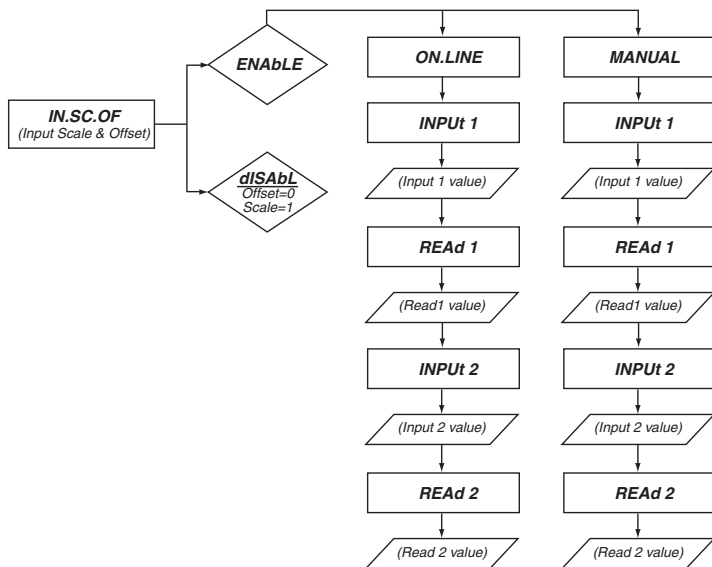 IN.SC.OF
(Input Scale & Offset)
ENAbLE
dISAbL
Offset=0
Scale=1
ON.LINE
INPUt 1
(Input 1 value)
REAd 1
(Read1 value)
INPUt 2
(Input 2 value)
REAd 2
(Read 2 value)
MANUAL
INPUt 1
(Input 1 value)
REAd 1
(Read1 value)
INPUt 2
(Input 2 value)
REAd 2
(Read 2 value)